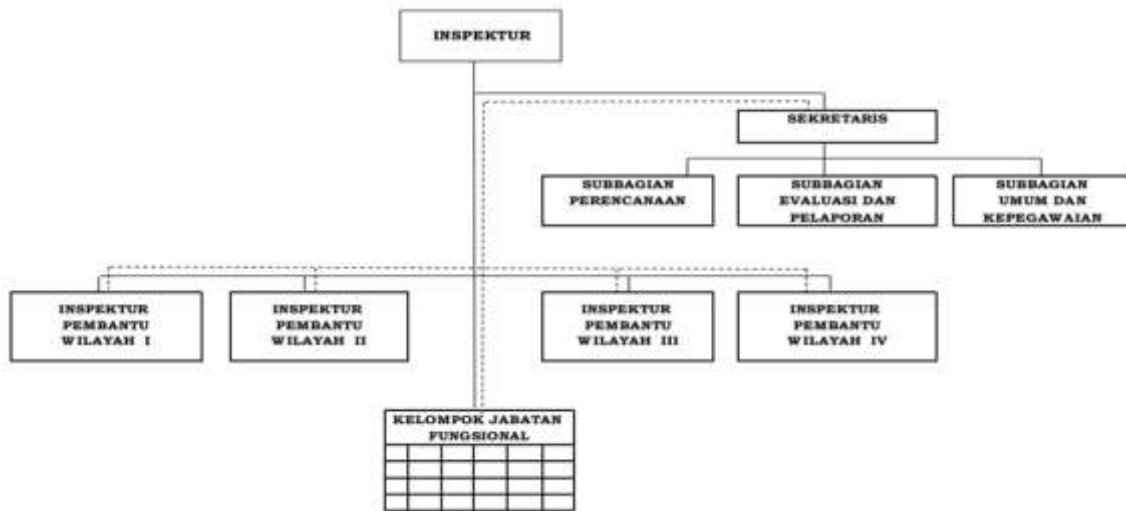 INSPEKTUR
SEKRETARIS
SUBBAGIAN
PERENCANAAN
SUBBAGIAN
EVALUASI DAN
PELAPORAN
SUBBAGIAN
UMUM DAN
KEPEGAWAIAN
INSPEKTUR
PEMBANTU
WILAYAH I
INSPEKTUR
PEMBANTU
WILAYAH II
INSPEKTUR
PEMBANTU
WILAYAH III
INSPEKTUR
PEMBANTU
WILAYAH IV
KELOMPOK JABATAN
FUNGSIONAL